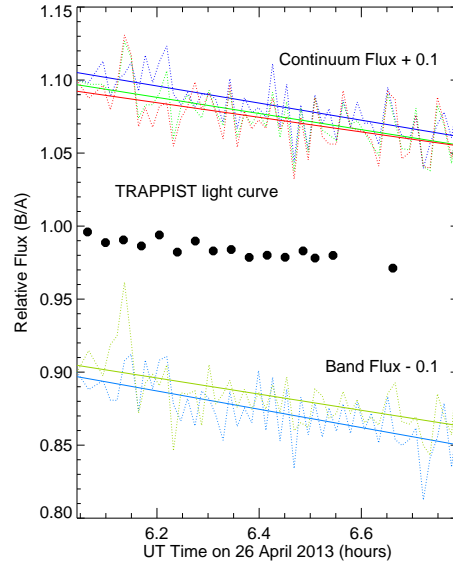 1.15
Continuum Flux + 0.1
1.10
1.05
TRAPPIST light curve
1.00
Relative Flux (B/A)
0.95
Band Flux - 0.1
0.90
0.85
0.80
6.2 6.4 6.6
UT Time on 26 April 2013 (hours)